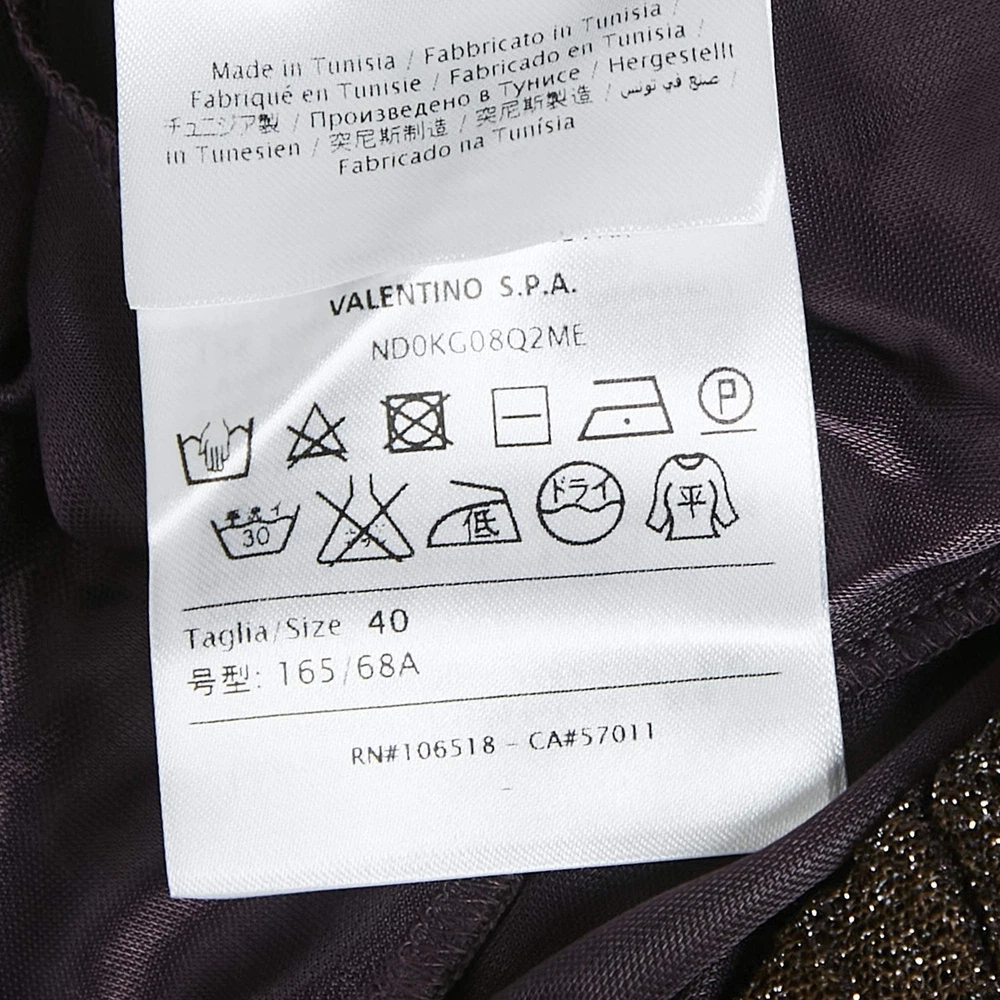 Made in Tunisia / Fabbricato in Tunisia /
Fabriqué en Tunisie / Fabricado en Tunisia /
チュニジア製 / Произведено в Тунисе / Hergestellt
in Tunesien / 突尼斯制造 / 突尼斯製造 / صنع في تونس /
Fabricado na Tunísia
VALENTINO S.P.A.
ND0KG08Q2ME
P
30
低
ドライ
平
Taglia/Size 40
号型: 165/68A
RN#106518 - CA#57011